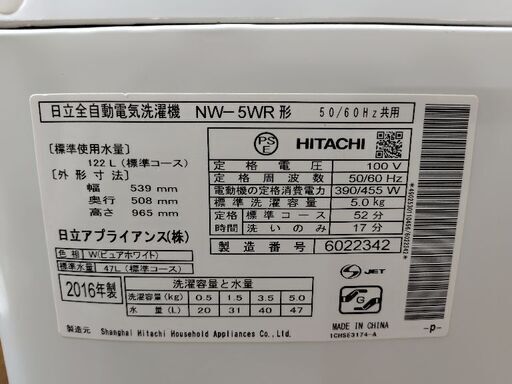 日立全自動電気洗濯機 NW－5WR 形 50/60Hz共用
〔標準使用水量〕
122 L（標準コース）
〔外形寸法〕
幅 539 mm
奥行 508 mm
高さ 965 mm
日立アプライアンス(株)
色相 W(ピュアホワイト)
標準水量 47L（標準コース）
PS
E
HITACHI
定格電圧 100 V
定格周波数 50/60 Hz
電動機の定格消費電力 390/455 W
標準洗濯容量 5.0kg
定格 標準コース 52分
時間 洗いのみ 17分
製造番号 6022342
2016年製
洗濯容量と水量
洗濯容量(kg) 0.5 1.5 3.5 5.0
水量(L) 20 31 40 47
JET
G
MADE IN CHINA
1CHSE3174-A
製造元 Shanghai Hitachi Household Appliances Co., Ltd.
-p-